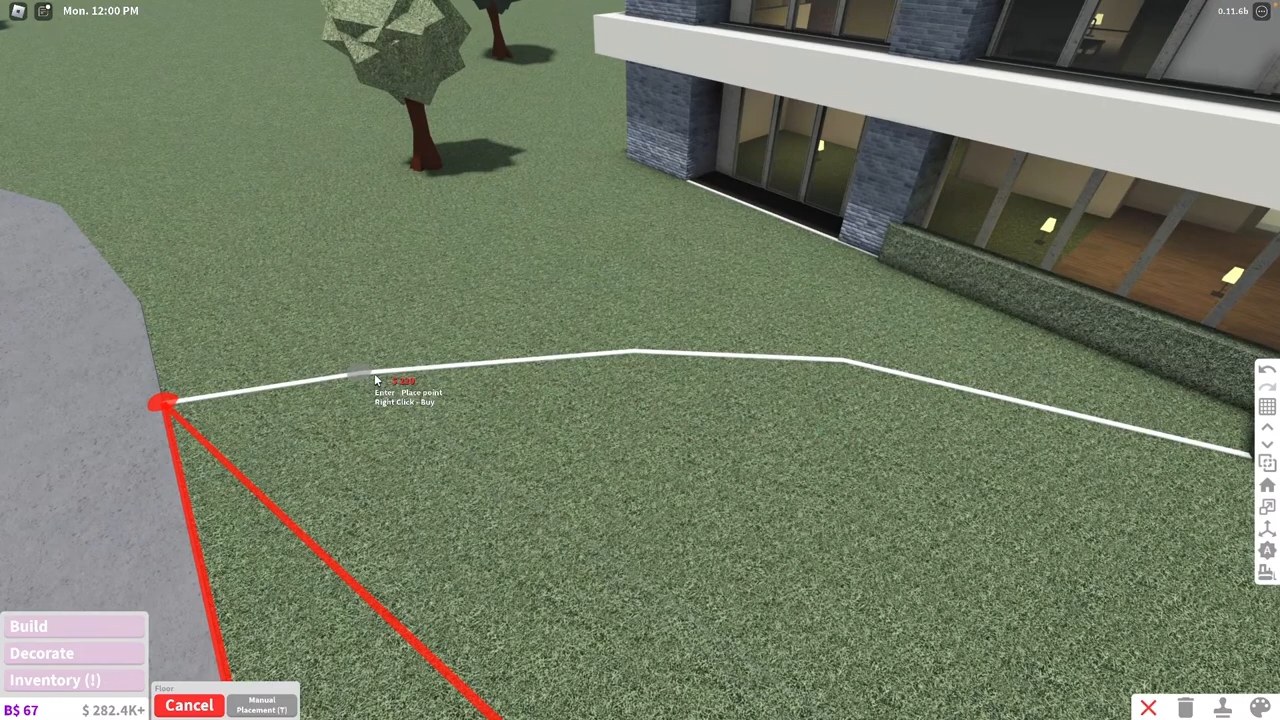 Mon. 12:00 PM
0.11.6b
Enter - Place point
Right Click - Buy
Build
Decorate
Inventory (!)
B$ 67
$ 282.4K+
Floor
Cancel
Manual
Placement (T)